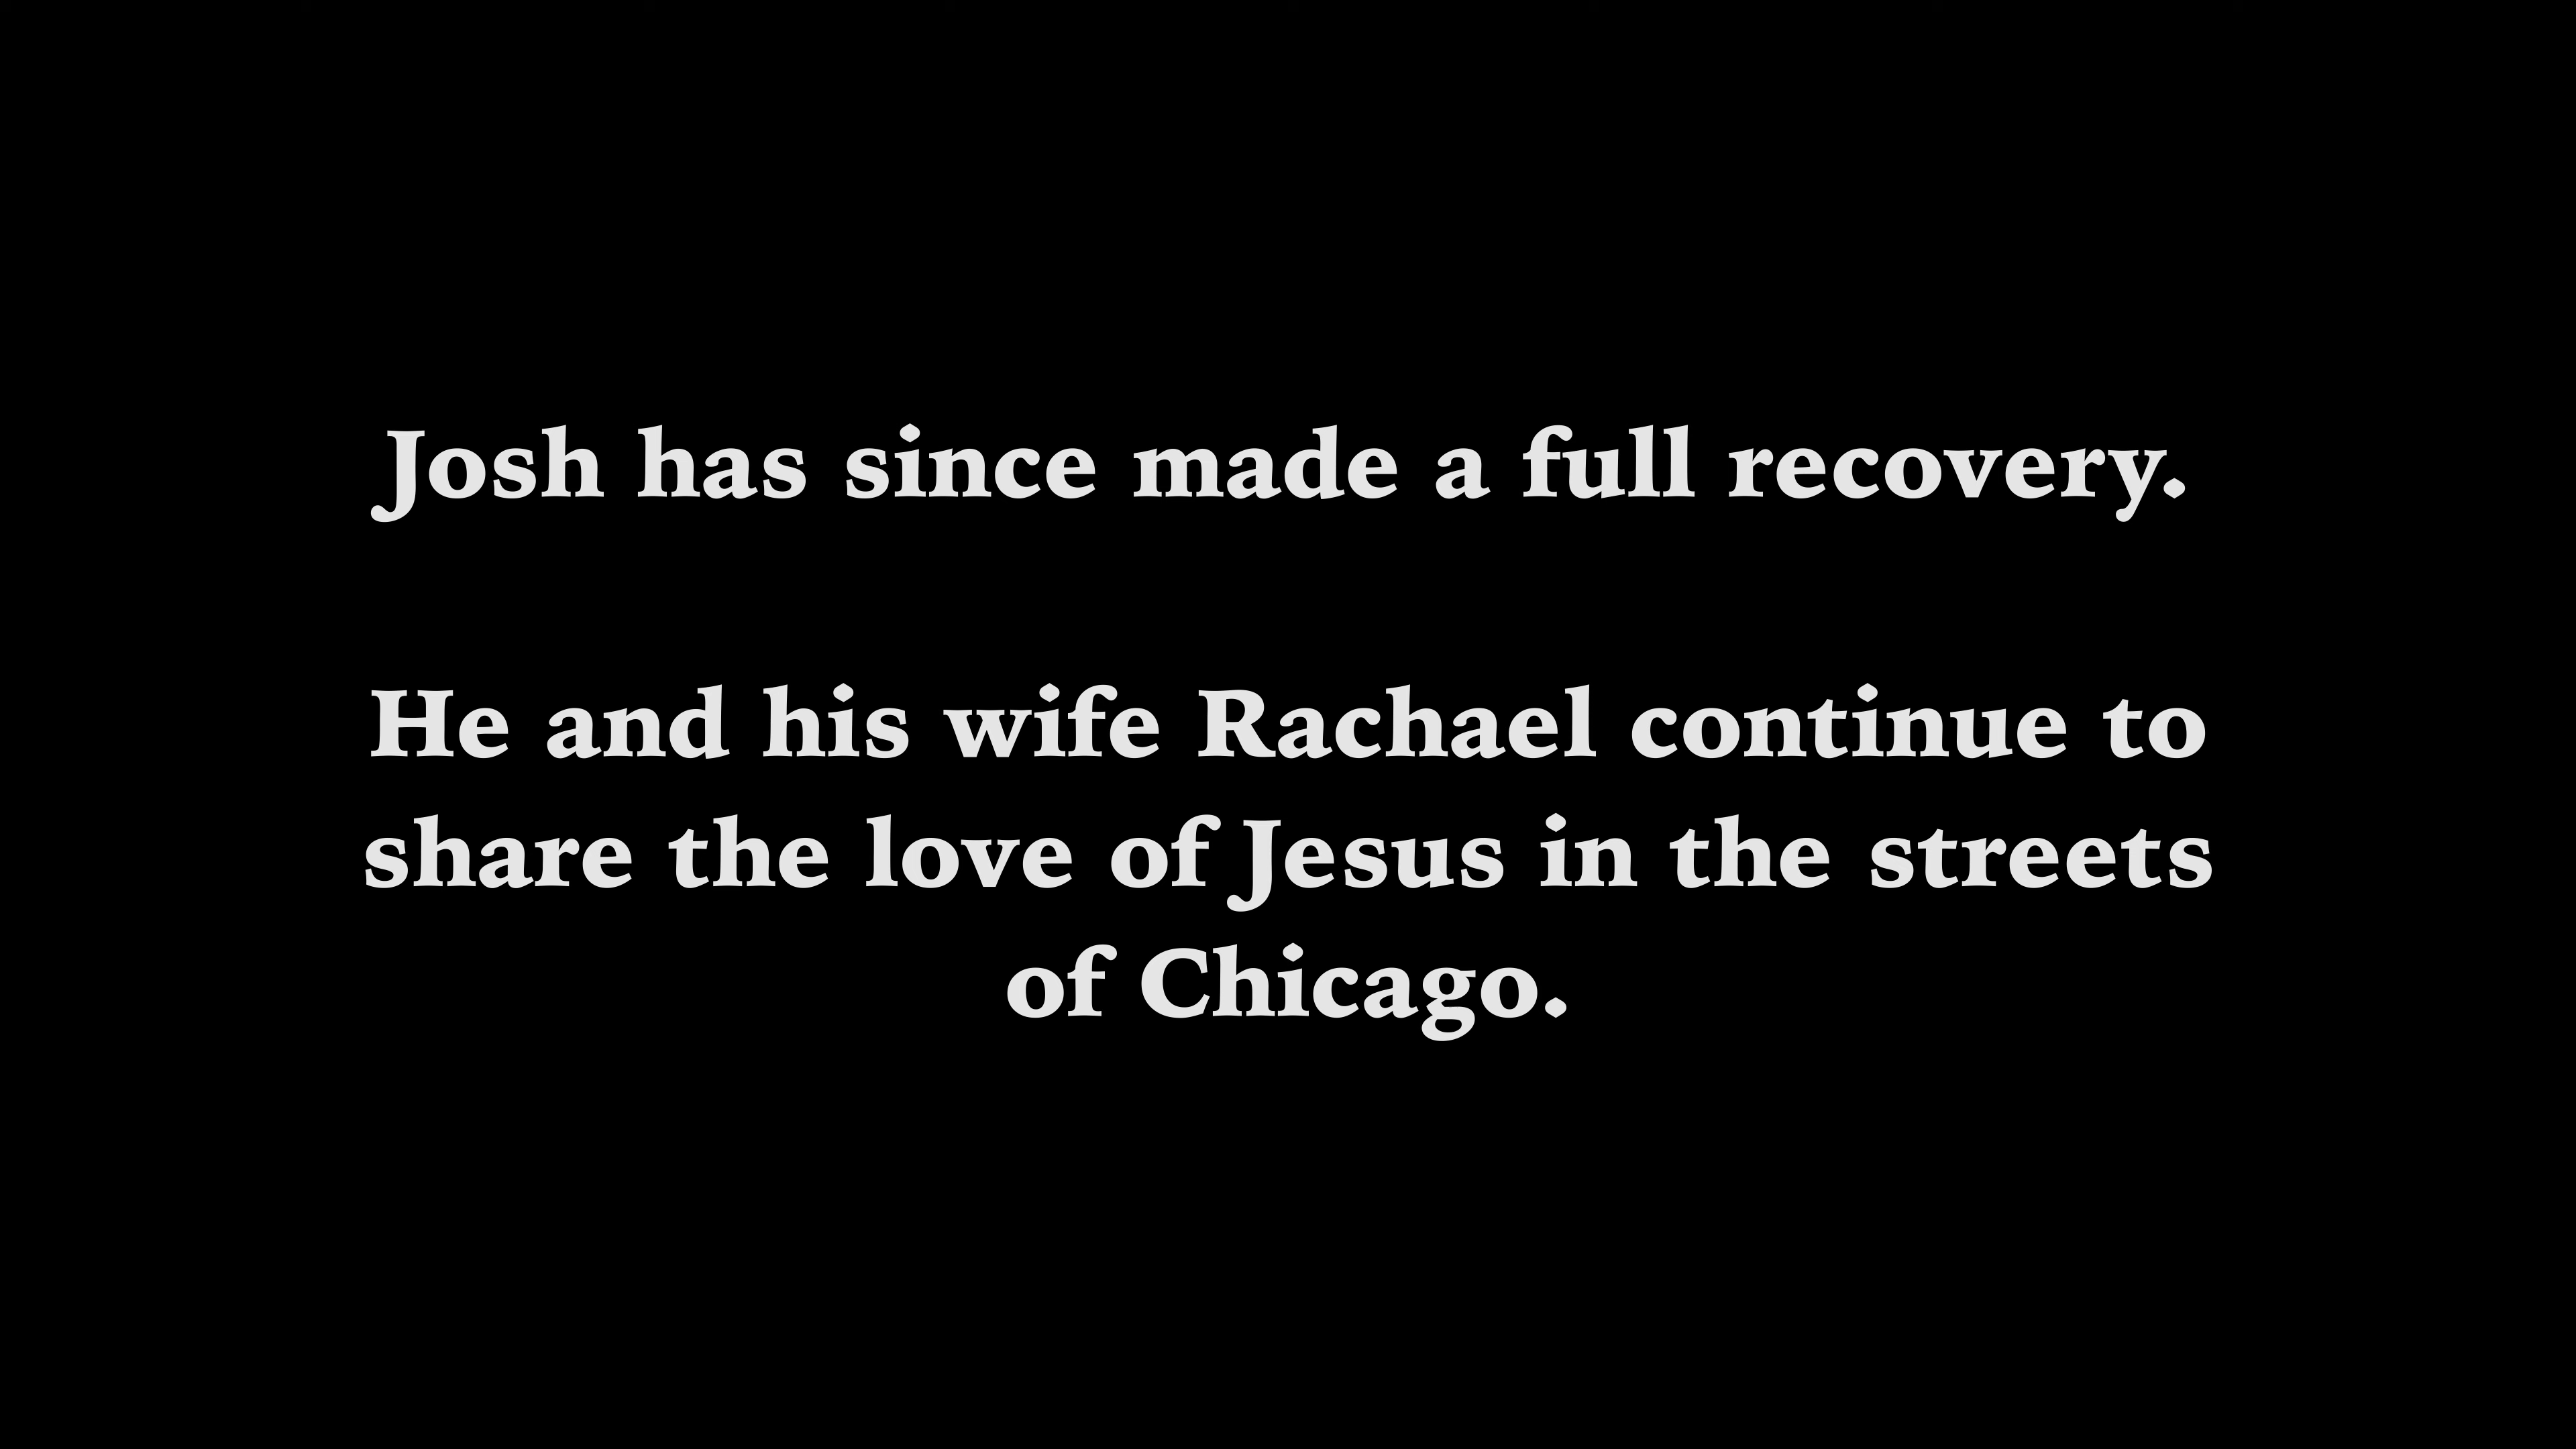 Josh has since made a full recovery.
He and his wife Rachael continue to
share the love of Jesus in the streets
of Chicago.